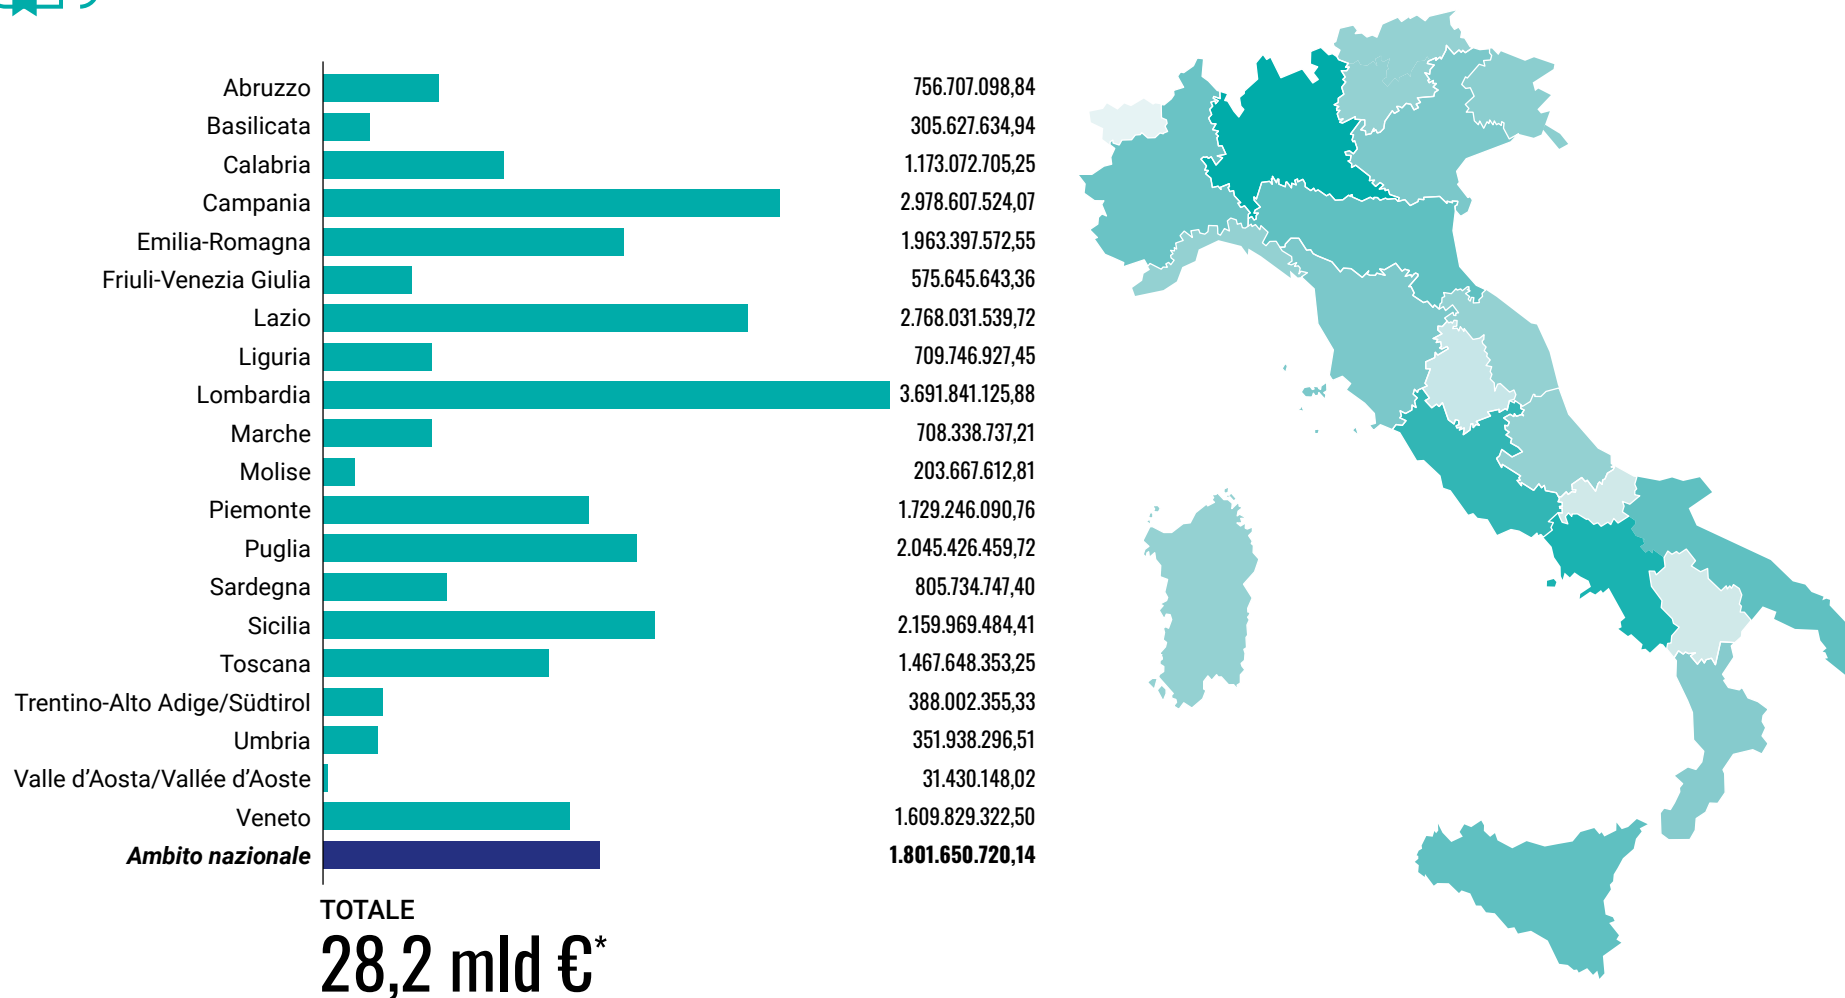 Abruzzo 756.707.098,84
Basilicata 305.627.634,94
Calabria 1.173.072.705,25
Campania 2.978.607.524,07
Emilia-Romagna 1.963.397.572,55
Friuli-Venezia Giulia 575.645.643,36
Lazio 2.768.031.539,72
Liguria 709.746.927,45
Lombardia 3.691.841.125,88
Marche 708.338.737,21
Molise 203.667.612,81
Piemonte 1.729.246.090,76
Puglia 2.045.426.459,72
Sardegna 805.734.747,40
Sicilia 2.159.969.484,41
Toscana 1.467.648.353,25
Trentino-Alto Adige/Südtirol 388.002.355,33
Umbria 351.938.296,51
Valle d’Aosta/Vallée d’Aoste 31.430.148,02
Veneto 1.609.829.322,50
Ambito nazionale 1.801.650.720,14
TOTALE
28,2 mld €*